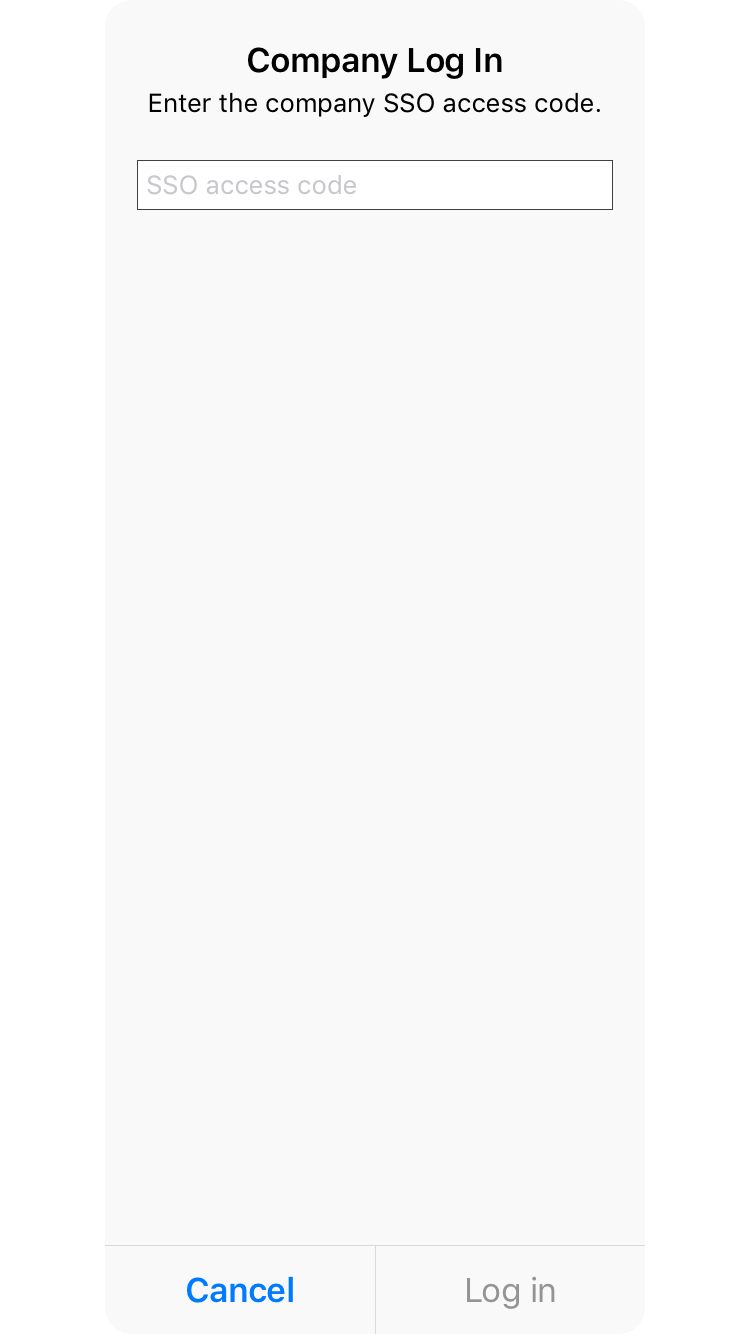 Company Log In
Enter the company SSO access code.
SSO access code
Cancel
Log in